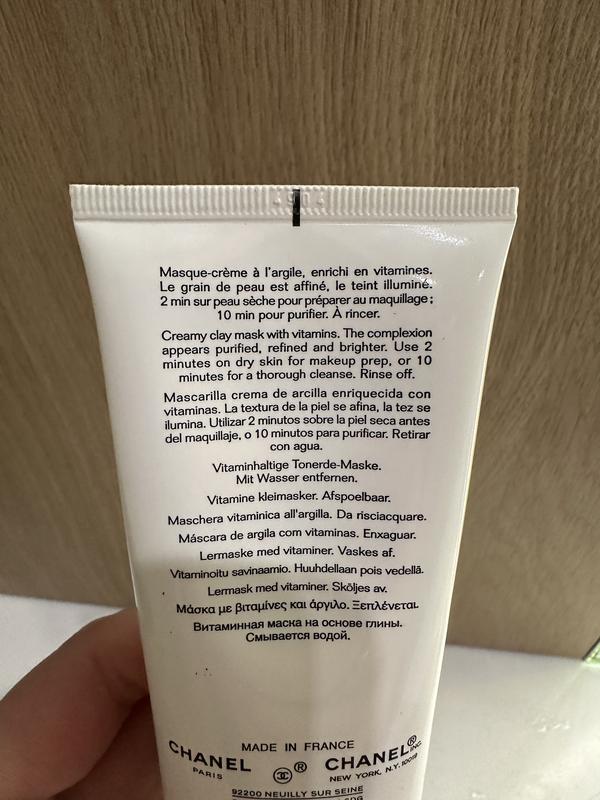 Masque-crème à l'argile, enrichi en vitamines.
Le grain de peau est affiné, le teint illuminé.
2 min sur peau sèche pour préparer au maquillage ;
10 min pour purifier. À rincer.
Creamy clay mask with vitamins. The complexion
appears purified, refined and brighter. Use 2
minutes on dry skin for makeup prep, or 10
minutes for a thorough cleanse. Rinse off.
Mascarilla crema de arcilla enriquecida con
vitaminas. La textura de la piel se afina, la tez se
ilumina. Utilizar 2 minutos sobre la piel seca antes
del maquillaje, o 10 minutos para purificar. Retirar
con agua.
Vitaminhaltige Tonerde-Maske.
Mit Wasser entfernen.
Vitamine kleimasker. Afspoelbaar.
Maschera vitaminica all'argilla. Da risciacquare.
Máscara de argila com vitaminas. Enxaguar.
Lermaske med vitaminer. Vaskes af.
Vitaminoitu savinaamio. Huuhdellaan pois vedellä.
Lermask med vitaminer. Sköljes av.
Μάσκα με βιταμίνες και άργιλο. Ξεπλένεται.
Витаминная маска на основе глины.
Смывается водой.
MADE IN FRANCE
CHANEL ® CHANEL® INC.
PARIS NEW YORK, N.Y. 10019
92200 NEUILLY SUR SEINE